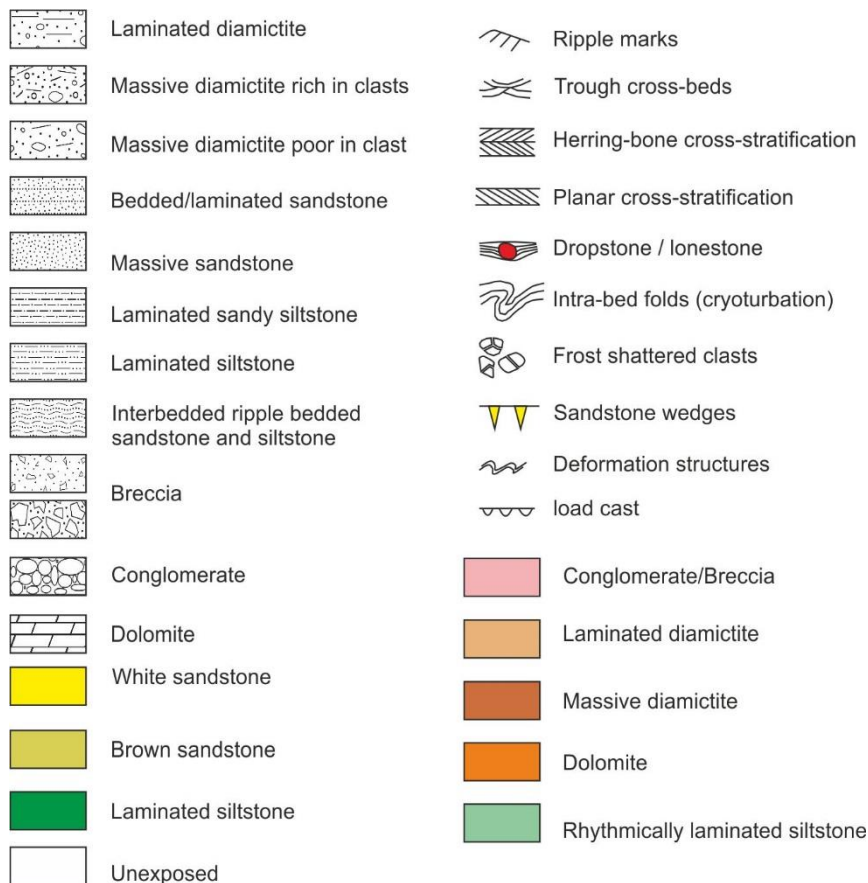 Laminated diamictite
Massive diamictite rich in clasts
Massive diamictite poor in clast
Bedded/laminated sandstone
Massive sandstone
Laminated sandy siltstone
Laminated siltstone
Interbedded ripple bedded
sandstone and siltstone
Breccia
Conglomerate
Dolomite
White sandstone
Brown sandstone
Laminated siltstone
Unexposed
Ripple marks
Trough cross-beds
Herring-bone cross-stratification
Planar cross-stratification
Dropstone / lonestone
Intra-bed folds (cryoturbation)
Frost shattered clasts
Sandstone wedges
Deformation structures
load cast
Conglomerate/Breccia
Laminated diamictite
Massive diamictite
Dolomite
Rhythmically laminated siltstone